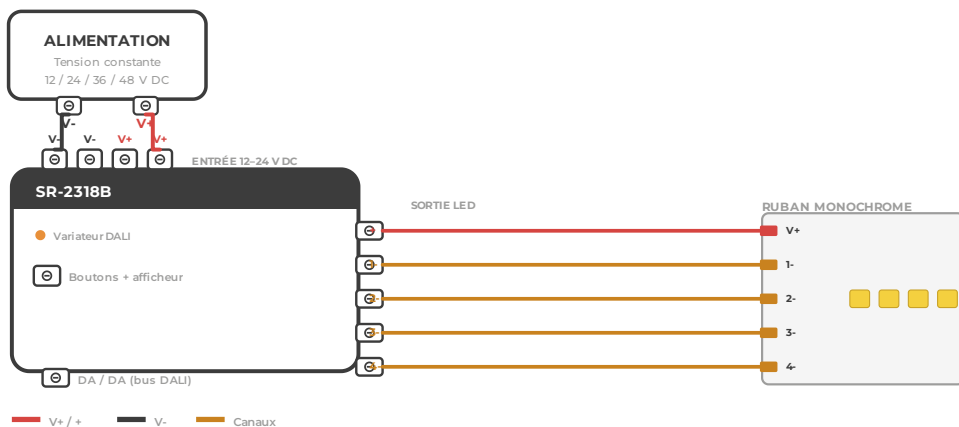 ALIMENTATION
Tension constante
12 / 24 / 36 / 48 V DC
V- V+
V- V- V+ V+
ENTRÉE 12–24 V DC
SR-2318B
SORTIE LED
RUBAN MONOCHROME
Variateur DALI
V+
Boutons + afficheur
1-
2-
3-
4-
DA / DA (bus DALI)
V+ / +
V-
Canaux